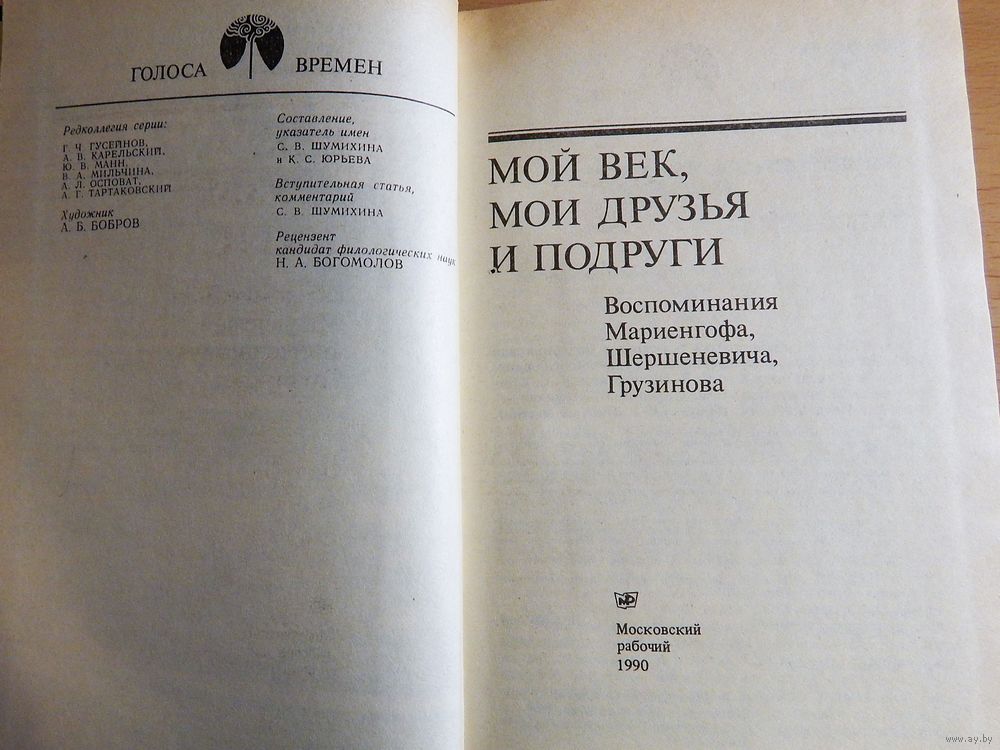 ГОЛОСА ВРЕМЕН
Редколлегия серии:
Г. Ч. ГУСЕЙНОВ,
А. В. КАРЕЛЬСКИЙ,
Ю. В. МАНН,
В. А. МИЛЬЧИНА,
А. Л. ОСПОВАТ,
А. Г. ТАРТАКОВСКИЙ
Художник
А. Б. БОБРОВ
Составление,
указатель имен
С. В. ШУМИХИНА
и К. С. ЮРЬЕВА
Вступительная статья,
комментарий
С. В. ШУМИХИНА
Рецензент
кандидат филологических наук
Н. А. БОГОМОЛОВ
МОЙ ВЕК,
МОИ ДРУЗЬЯ
И ПОДРУГИ
Воспоминания
Мариенгофа,
Шершеневича,
Грузинова
МР
Московский
рабочий
1990
www.ay.by